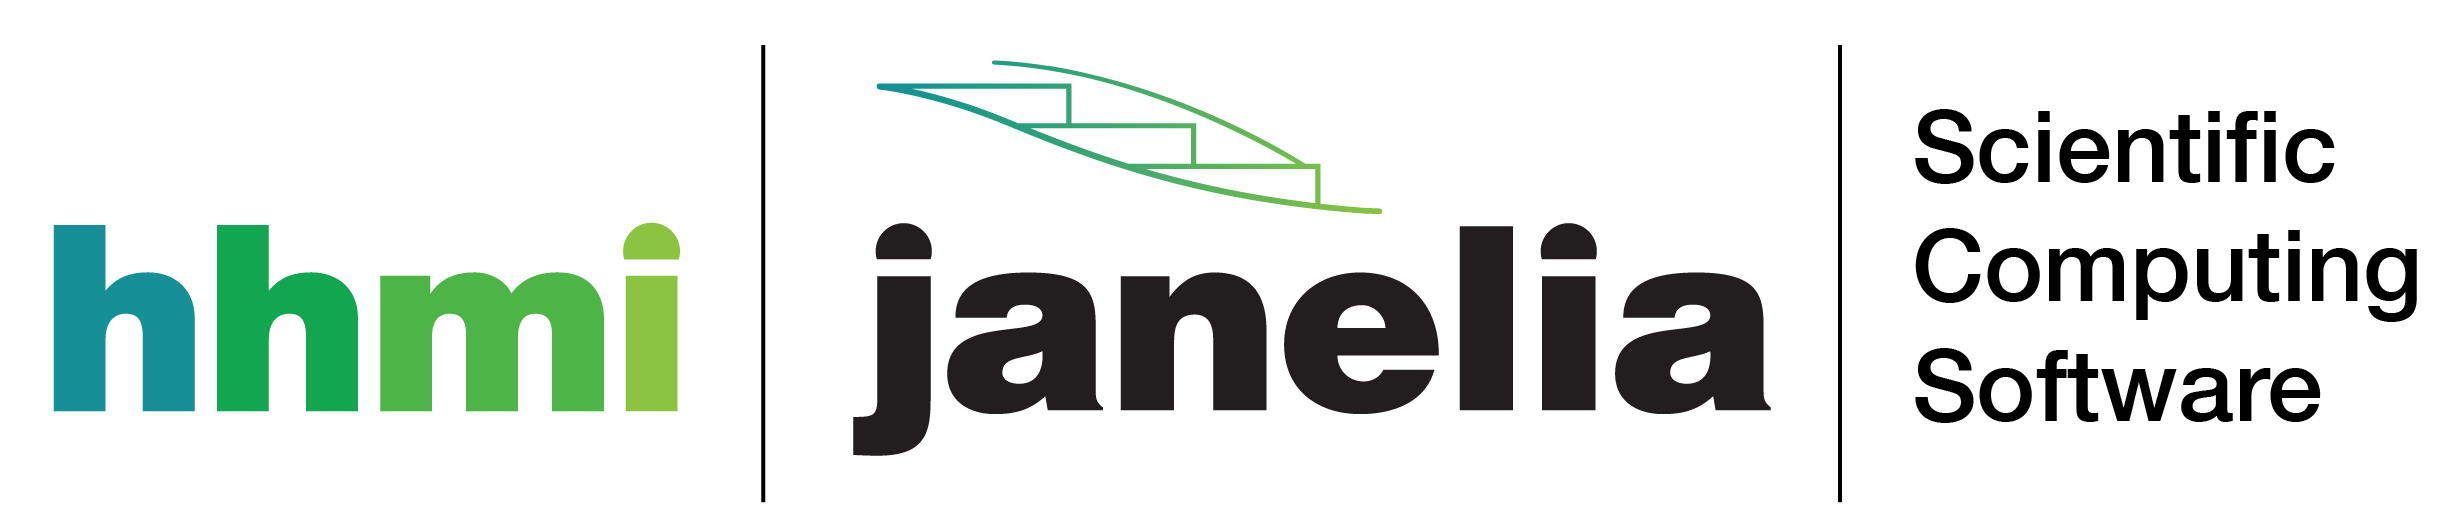 hhmi
janelia
Scientific
Computing
Software